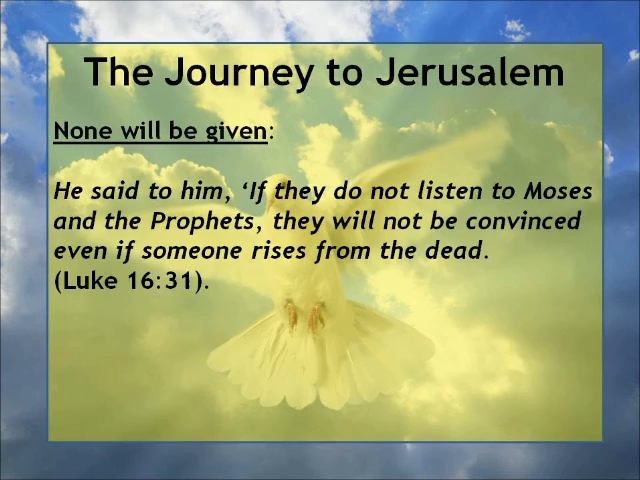 The Journey to Jerusalem
None will be given:
He said to him, ‘If they do not listen to Moses
and the Prophets, they will not be convinced
even if someone rises from the dead.
(Luke 16:31).